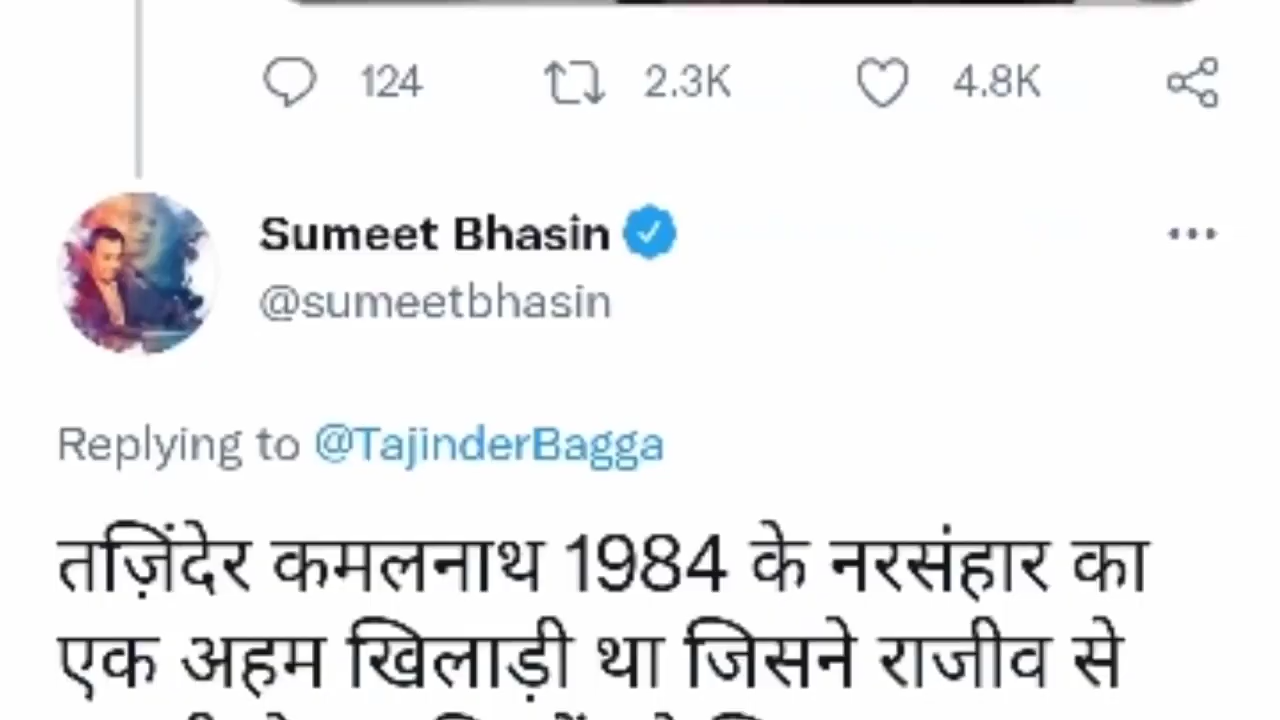 124 2.3K 4.8K
Sumeet Bhasin
@sumeetbhasin
Replying to @TajinderBagga
तज़िंदेर कमलनाथ 1984 के नरसंहार का
एक अहम खिलाड़ी था जिसने राजीव से